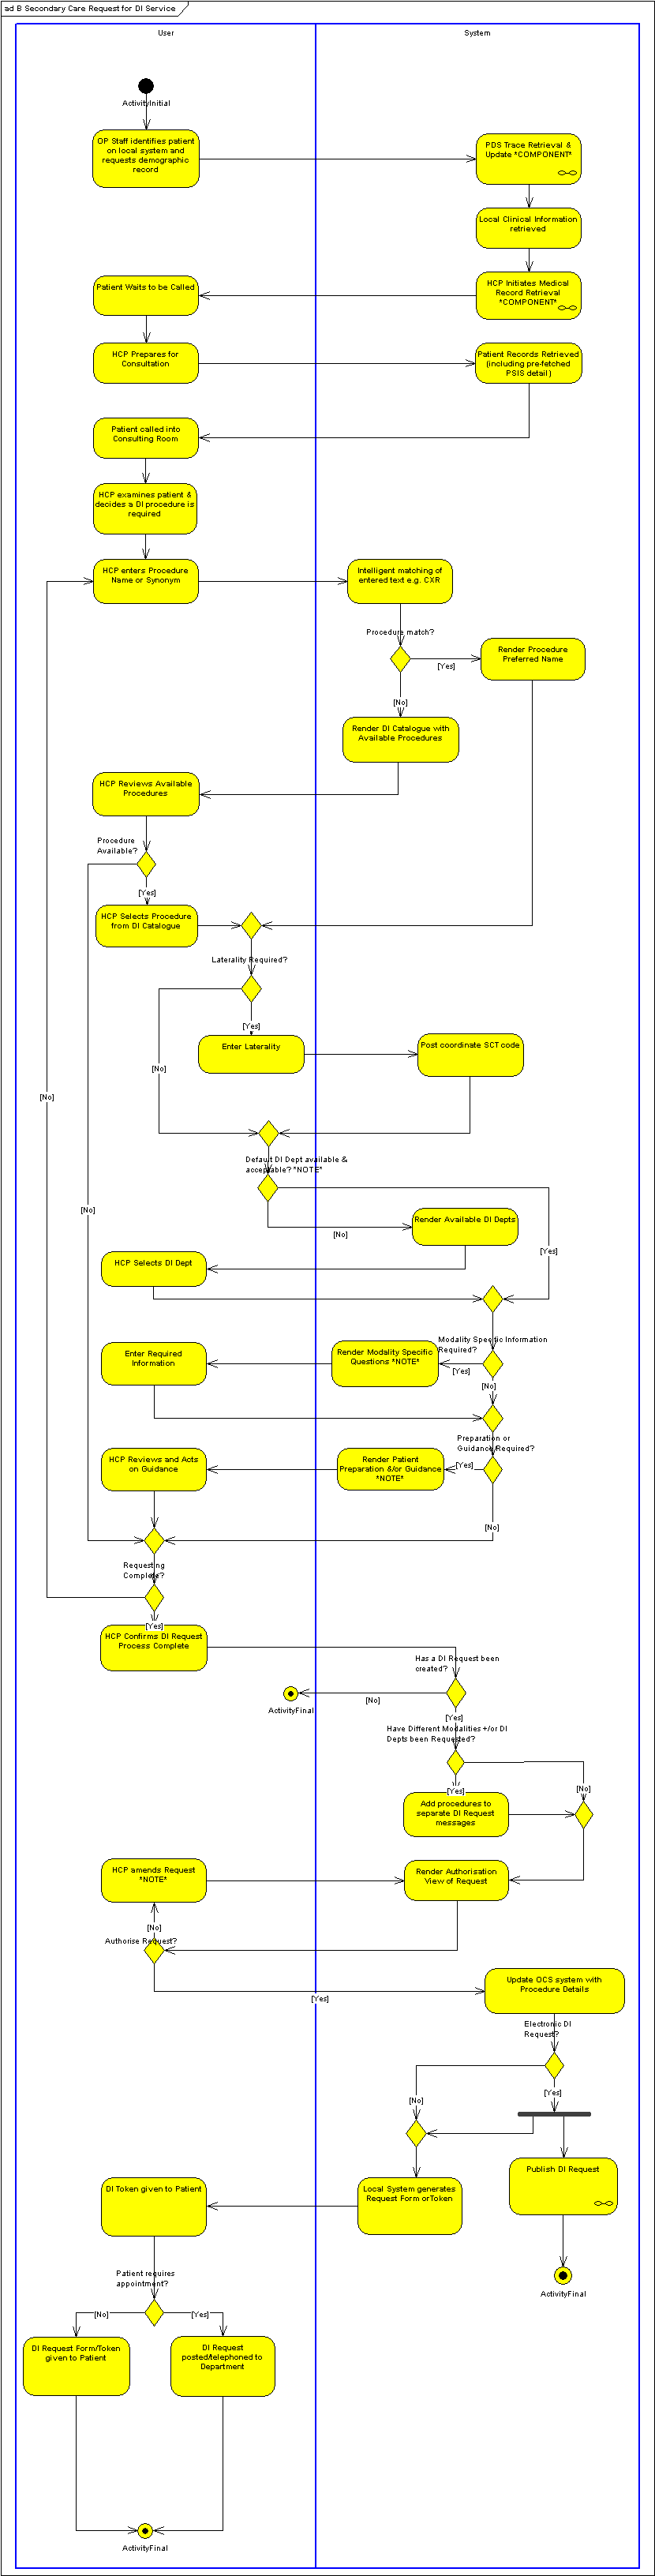 ad B Secondary Care Request for DI Service
User
System
ActivityInitial
OP Staff identifies patient
on local system and
requests demographic
record
PDS Trace Retrieval &
Update *COMPONENT*
Local Clinical Information
retrieved
HCP Initiates Medical
Record Retrieval
*COMPONENT*
Patient Waits to be Called
HCP Prepares for
Consultation
Patient Records Retrieved
(including pre-fetched
PSIS detail)
Patient called into
Consulting Room
HCP examines patient &
decides a DI procedure is
required
HCP enters Procedure
Name or Synonym
Intelligent matching of
entered text e.g. CXR
Procedure match?
[Yes]
Render Procedure
Preferred Name
[No]
Render DI Catalogue with
Available Procedures
HCP Reviews Available
Procedures
Procedure
Available?
[Yes]
HCP Selects Procedure
from DI Catalogue
Laterality Required?
[Yes]
Enter Laterality
Post coordinate SCT code
[No]
[No]
Default DI Dept available &
acceptable? *NOTE*
[No]
Render Available DI Depts
[No]
[Yes]
HCP Selects DI Dept
Modality Specific Information
Required?
Enter Required
Information
Render Modality Specific
Questions *NOTE*
[Yes]
[No]
Preparation or
Guidance Required?
HCP Reviews and Acts
on Guidance
Render Patient
Preparation &/or Guidance
*NOTE*
[Yes]
[No]
Requesting
Complete?
[Yes]
HCP Confirms DI Request
Process Complete
Has a DI Request been
created?
[No]
ActivityFinal
[Yes]
Have Different Modalities +/or DI
Depts been Requested?
[Yes]
[No]
Add procedures to
separate DI Request
messages
HCP amends Request
*NOTE*
Render Authorisation
View of Request
[No]
Authorise Request?
[Yes]
Update OCS system with
Procedure Details
Electronic DI
Request?
[No]
[Yes]
DI Token given to Patient
Local System generates
Request Form orToken
Publish DI Request
ActivityFinal
Patient requires
appointment?
[No]
[Yes]
DI Request Form/Token
given to Patient
DI Request
posted/telephoned to
Department
ActivityFinal